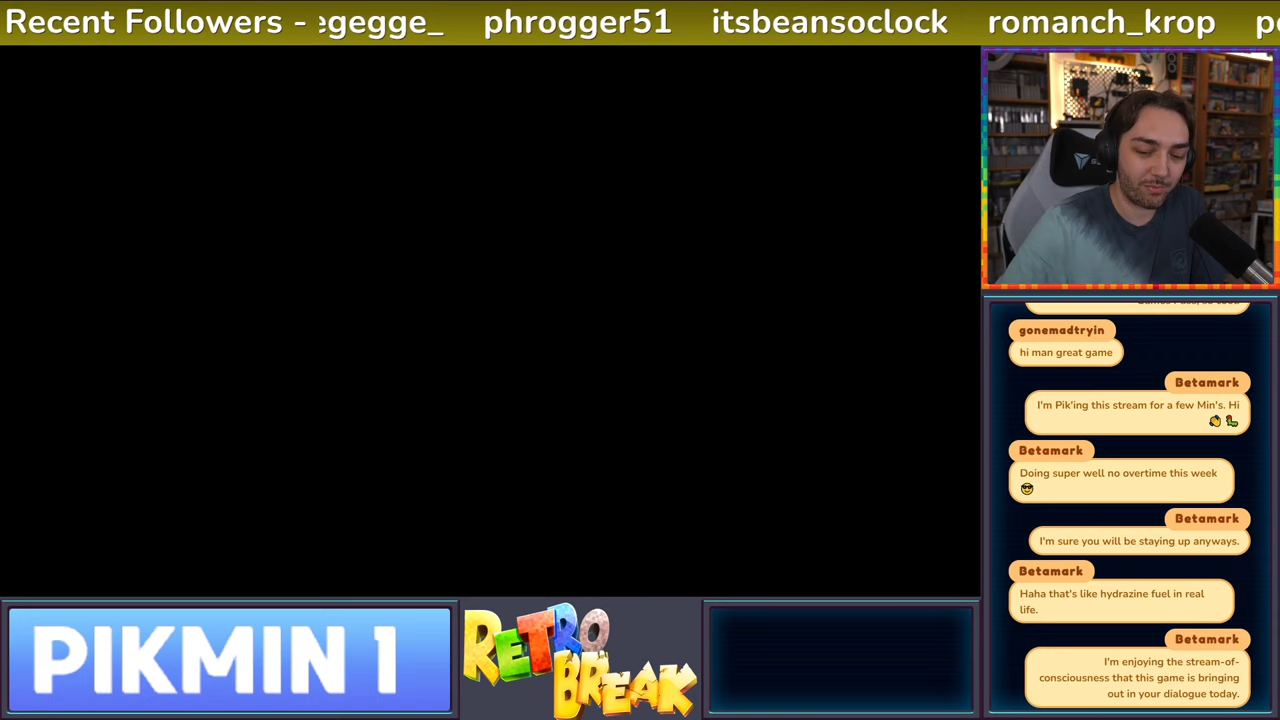 Recent Followers - egegge_ phrogger51 itsbeansoclock romanch_krop
gonemadtryin
hi man great game
Betamark
I'm Pik'ing this stream for a few Min's. Hi
👏 🐛
Betamark
Doing super well no overtime this week
😎
Betamark
I'm sure you will be staying up anyways.
Betamark
Haha that's like hydrazine fuel in real
life.
Betamark
I'm enjoying the stream-of-
consciousness that this game is bringing
out in your dialogue today.
PIKMIN 1
RETRO
BREAK